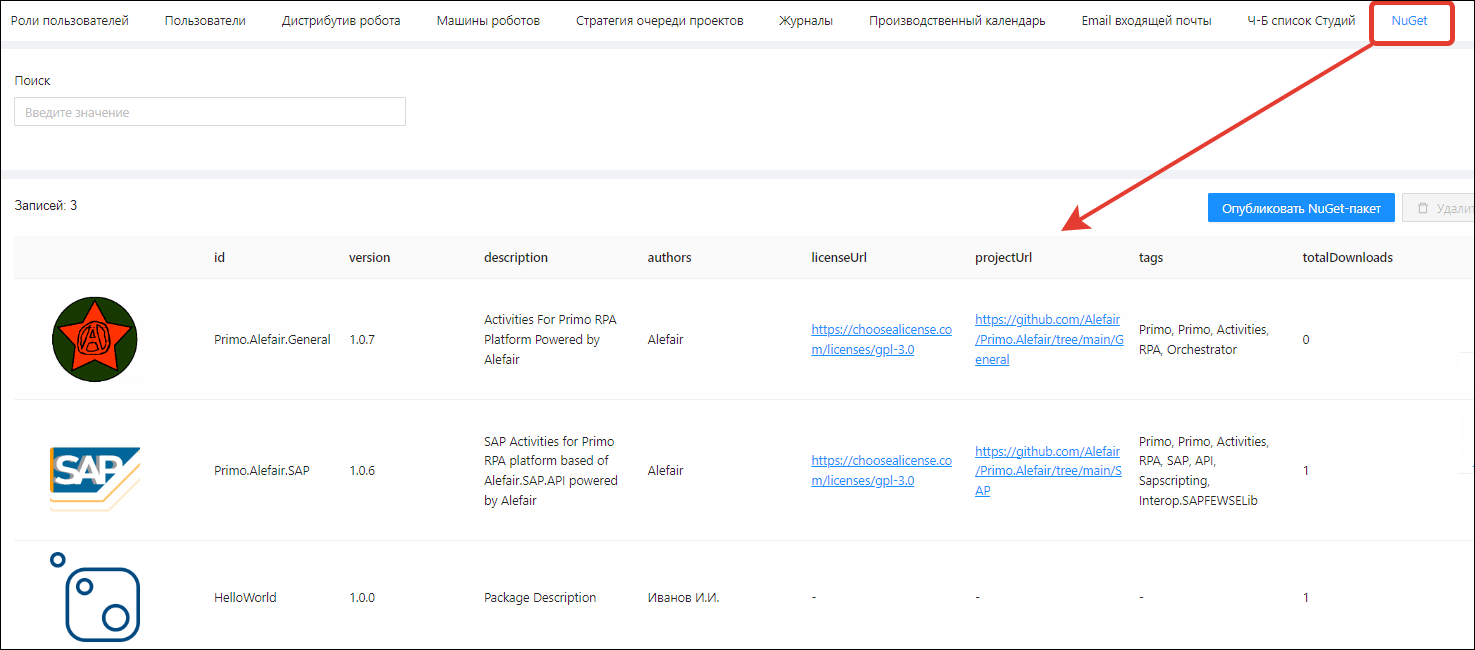 Роли пользователей Пользователи Дистрибутив робота Машины роботов Стратегия очереди проектов Журналы Производственный календарь Email входящей почты Ч-Б список Студий NuGet
Поиск
Введите значение
Записей: 3
Опубликовать NuGet-пакет
id version description authors licenseUrl projectUrl tags totalDownloads
Primo.Alefair.General
1.0.7
Activities For Primo RPA
Platform Powered by
Alefair
Alefair
https://choosealicense.co
m/licenses/gpl-3.0
https://github.com/Alefair
/Primo.Alefair/tree/main/G
eneral
Primo, Primo, Activities,
RPA, Orchestrator
0
SAP
Primo.Alefair.SAP
1.0.6
SAP Activities for Primo
RPA platform based of
Alefair.SAP.API powered
by Alefair
Alefair
https://choosealicense.co
m/licenses/gpl-3.0
https://github.com/Alefair
/Primo.Alefair/tree/main/S
AP
Primo, Primo, Activities,
RPA, SAP, API,
Sapscripting,
Interop.SAPFEWSELib
1
HelloWorld
1.0.0
Package Description
Иванов И.И.
-
-
-
1